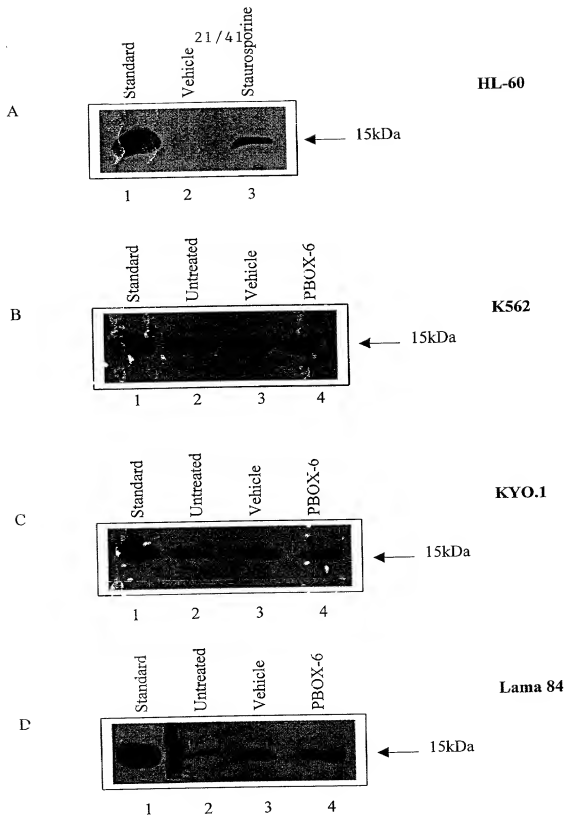 21/41
Standard
Vehicle
Staurosporine
HL-60
A
15kDa
1 2 3
Standard
Untreated
Vehicle
PBOX-6
K562
B
15kDa
1 2 3 4
Standard
Untreated
Vehicle
PBOX-6
KYO.1
C
15kDa
1 2 3 4
Standard
Untreated
Vehicle
PBOX-6
Lama 84
D
15kDa
1 2 3 4